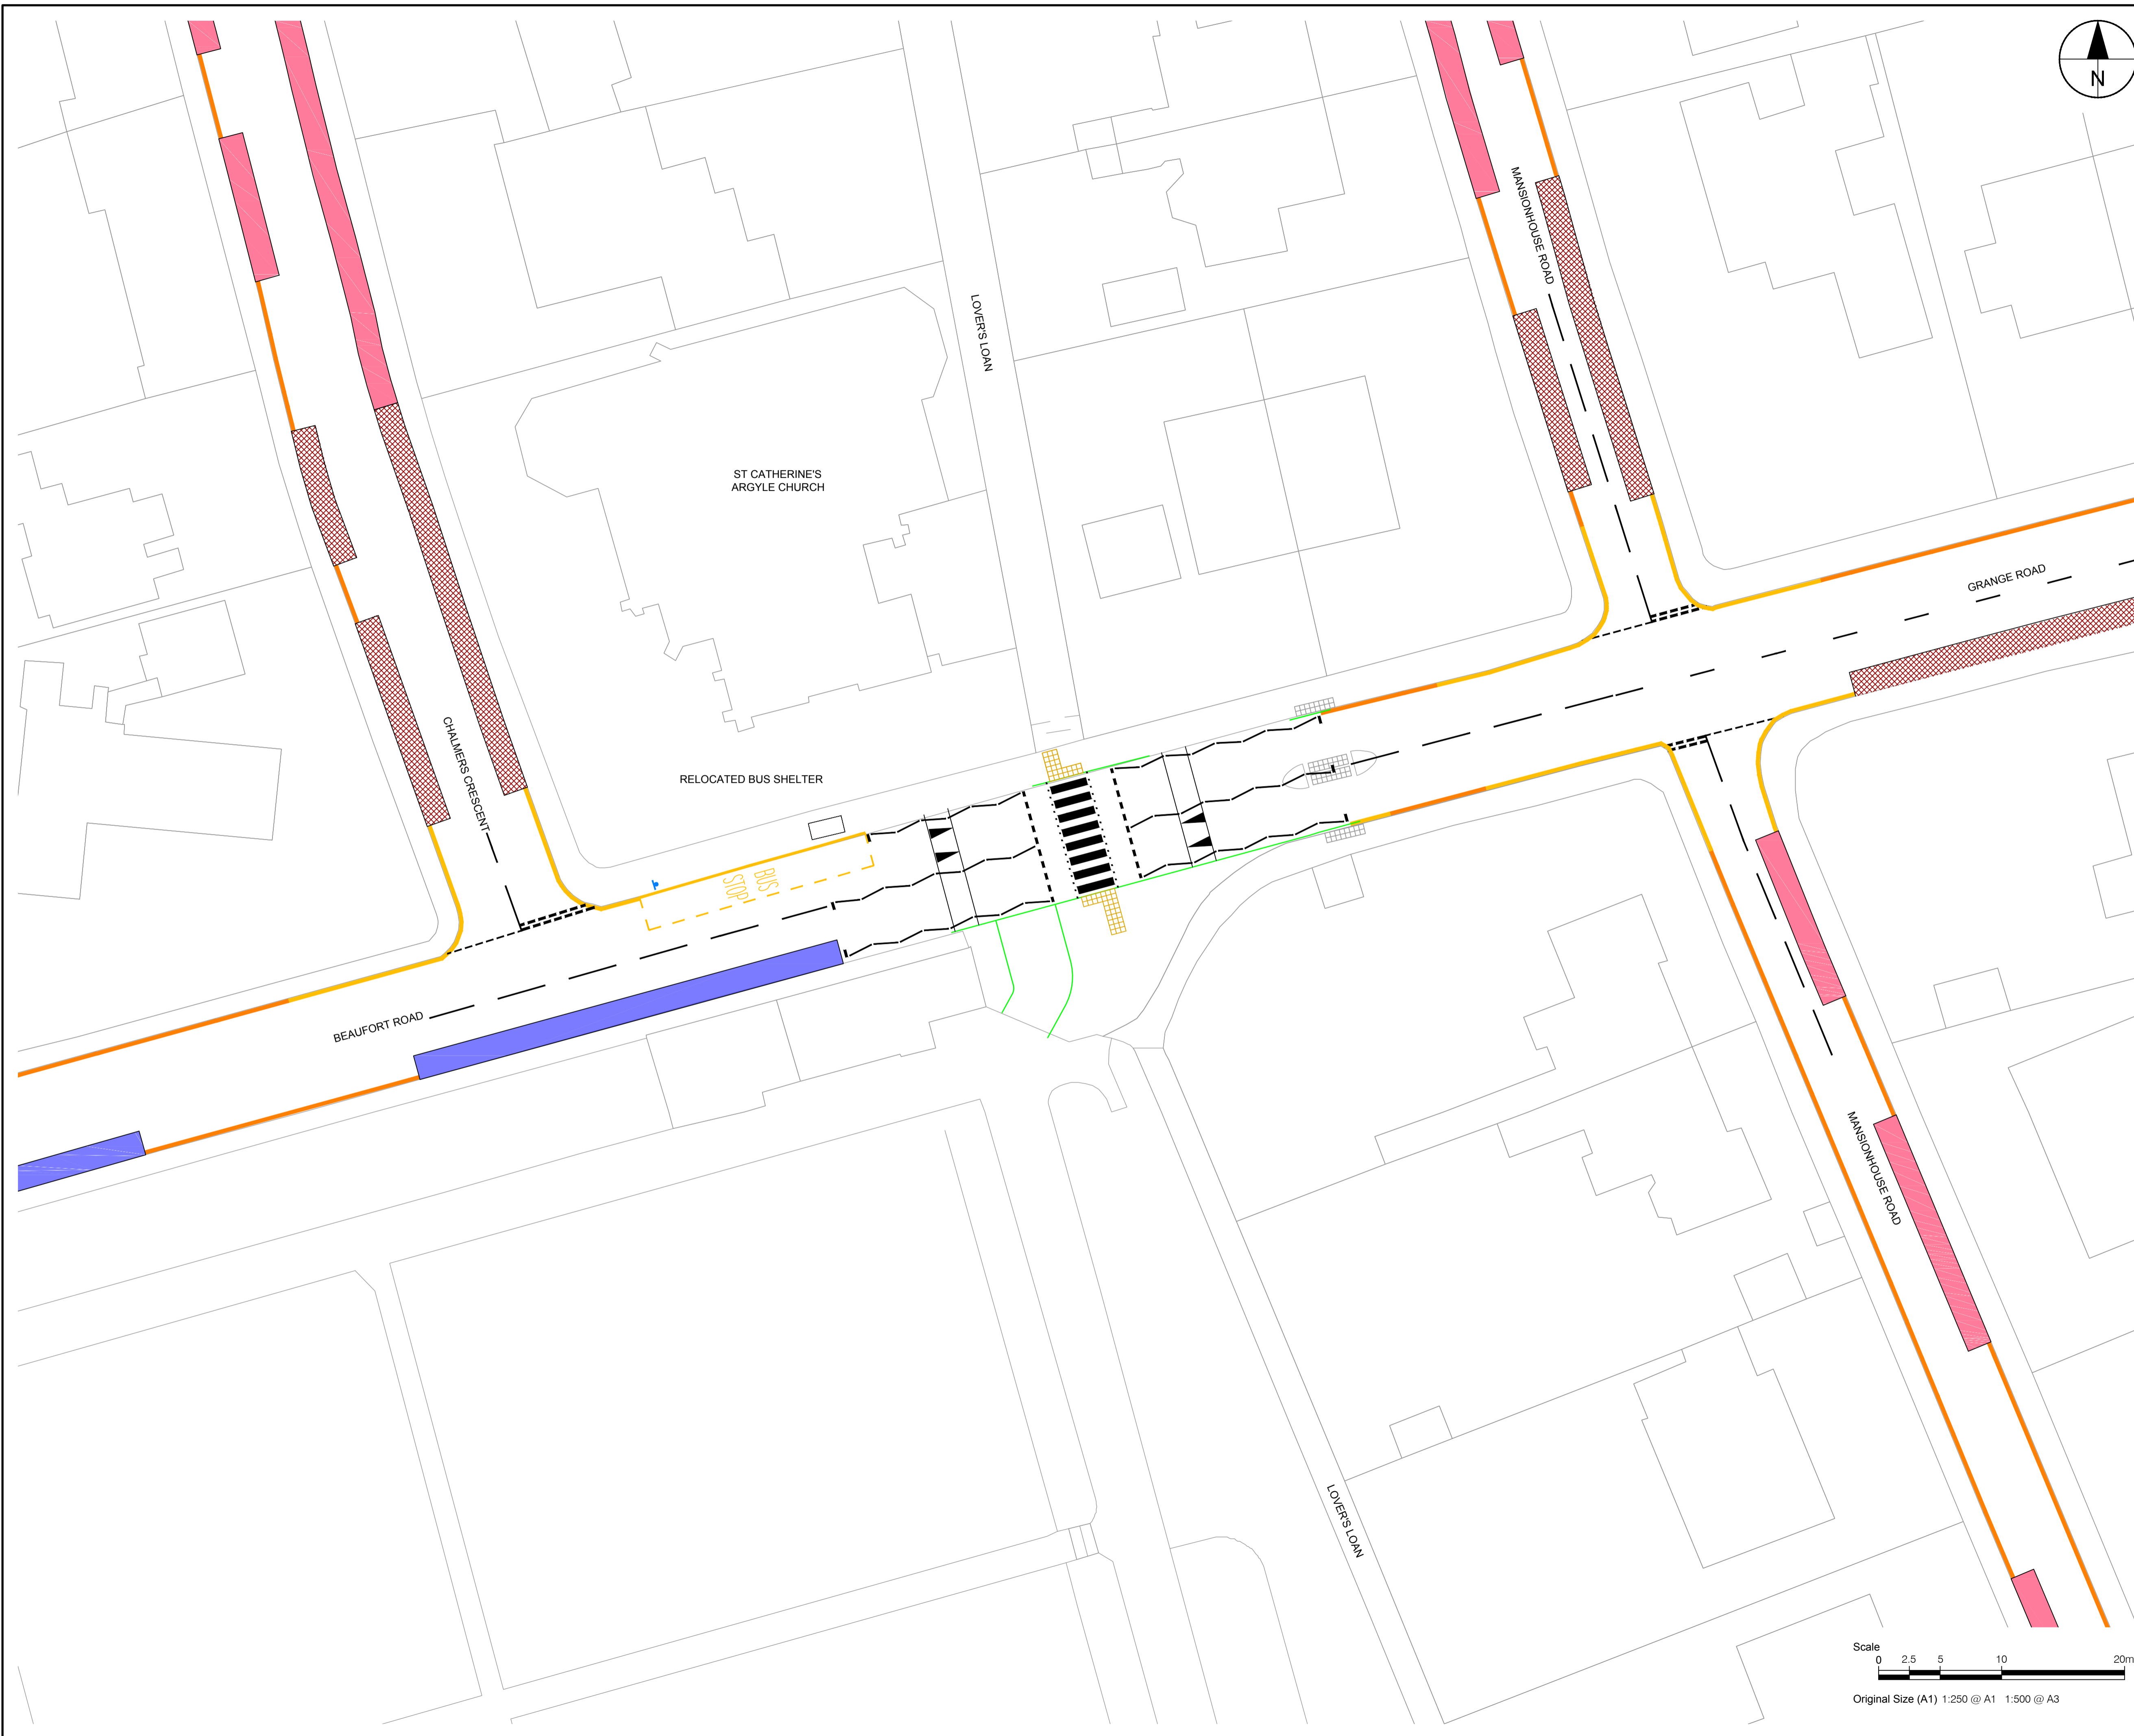 N
MANSIONHOUSE ROAD
LOVER'S LOAN
ST CATHERINE'S
ARGYLE CHURCH
GRANGE ROAD
CHALMERS CRESCENT
RELOCATED BUS SHELTER
BUS
STOP
BEAUFORT ROAD
MANSIONHOUSE ROAD
LOVER'S LOAN
Scale
0 2.5 5 10 20m
Original Size (A1) 1:250 @ A1 1:500 @ A3